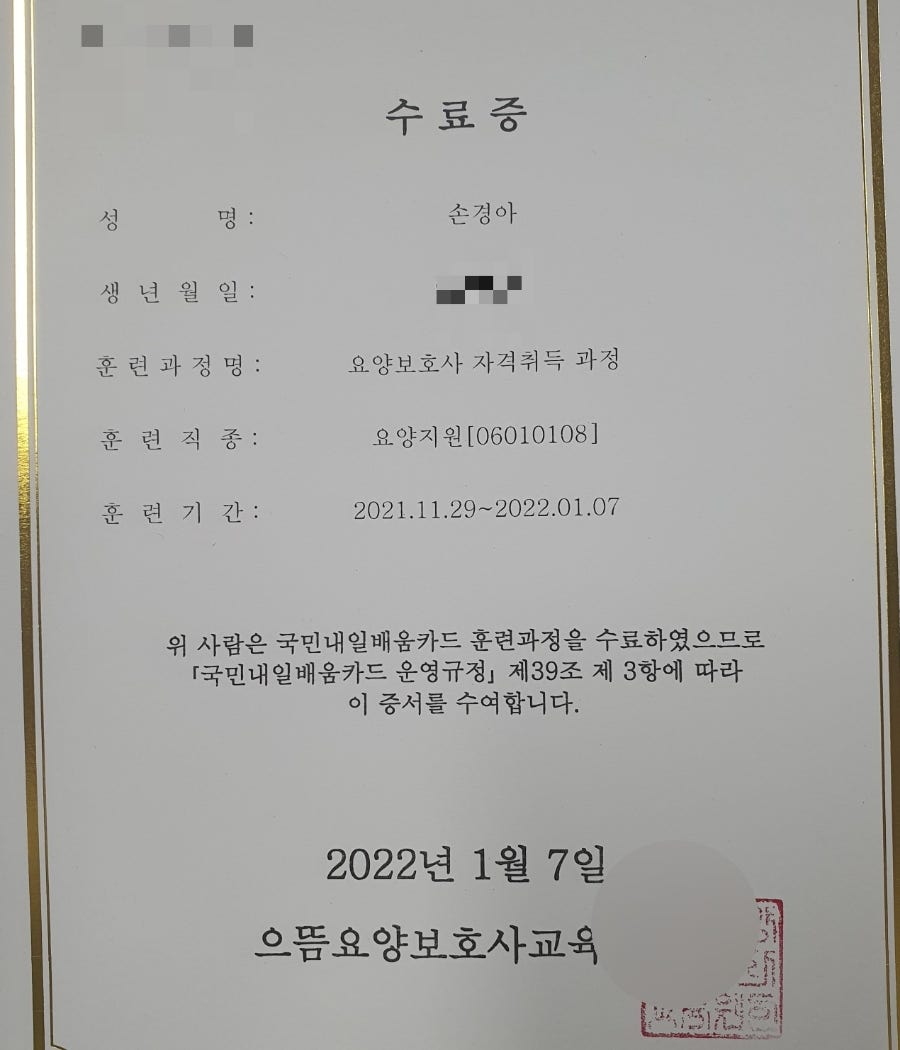 수료증
성 명 : 손경아
생 년 월 일 :
훈 련 과 정 명 : 요양보호사 자격취득 과정
훈 련 직 종 : 요양지원[06010108]
훈 련 기 간 : 2021.11.29~2022.01.07
위 사람은 국민내일배움카드 훈련과정을 수료하였으므로
「국민내일배움카드 운영규정」 제39조 제 3항에 따라
이 증서를 수여합니다.
2022년 1월 7일
으뜸요양보호사교육